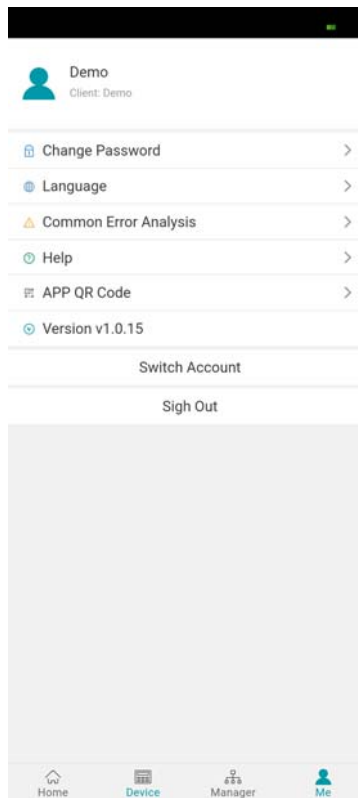 Demo
Client: Demo
Change Password
Language
Common Error Analysis
Help
APP QR Code
Version v1.0.15
Switch Account
Sigh Out
Home Device Manager Me